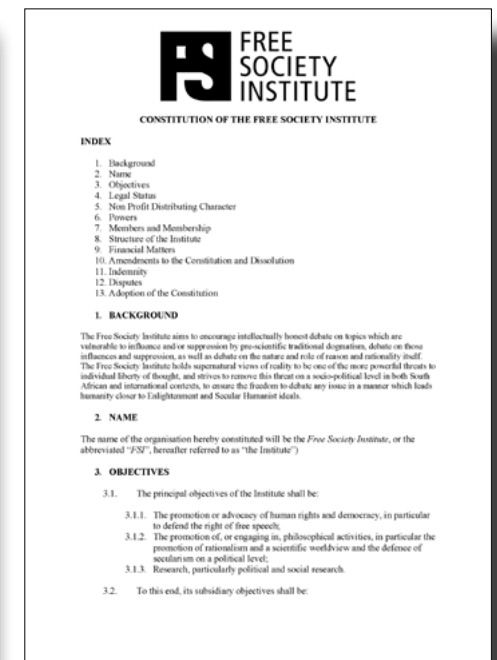 FREE
SOCIETY
INSTITUTE
CONSTITUTION OF THE FREE SOCIETY INSTITUTE
INDEX
1. Background
2. Name
3. Objectives
4. Legal Status
5. Non Profit Distributing Character
6. Powers
7. Members and Membership
8. Structure of the Institute
9. Financial Matters
10. Amendments to the Constitution and Dissolution
11. Indemnity
12. Disputes
13. Adoption of the Constitution
1. BACKGROUND
The Free Society Institute aims to encourage intellectually honest debate on topics which are
vulnerable to influence and/or suppression by pre-scientific traditional dogmatism, debate on those
influences and suppression, as well as debate on the nature and role of reason and rationality itself.
The Free Society Institute holds supernatural views of reality to be one of the more powerful threats to
individual liberty of thought, and strives to remove this threat on a socio-political level in both South
African and international contexts, to ensure the freedom to debate any issue in a manner which leads
humanity closer to Enlightenment and Secular Humanist ideals.
2. NAME
The name of the organisation hereby constituted will be the Free Society Institute, or the
abbreviated "FSI", hereafter referred to as "the Institute")
3. OBJECTIVES
3.1. The principal objectives of the Institute shall be:
3.1.1. The promotion or advocacy of human rights and democracy, in particular
to defend the right of free speech;
3.1.2. The promotion of, or engaging in, philosophical activities, in particular the
promotion of rationalism and a scientific worldview and the defence of
secularism on a political level;
3.1.3. Research, particularly political and social research.
3.2. To this end, its subsidiary objectives shall be: